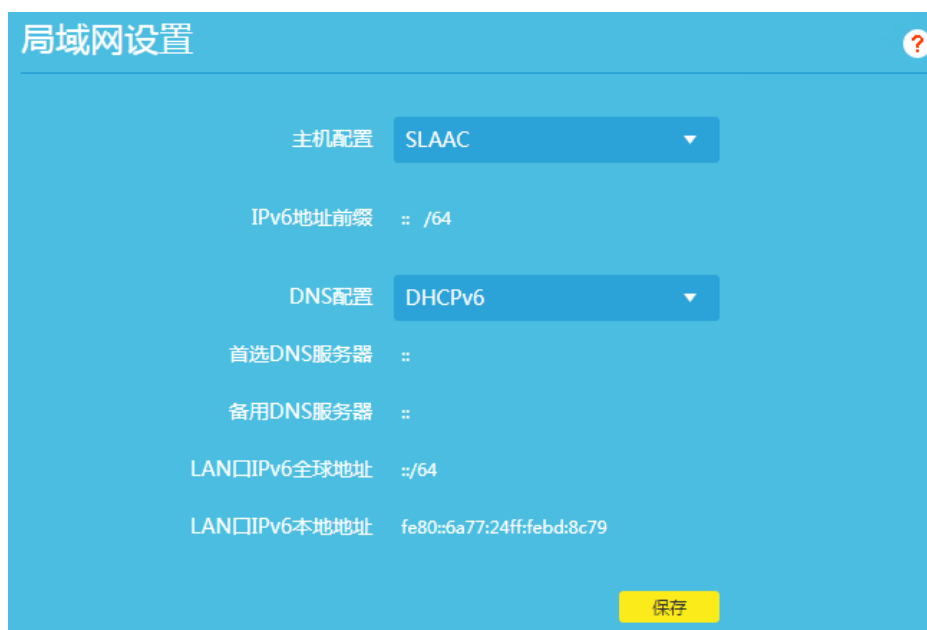 局域网设置
?
主机配置 SLAAC
IPv6地址前缀 :: /64
DNS配置 DHCPv6
首选DNS服务器 ::
备用DNS服务器 ::
LAN口IPv6全球地址 ::/64
LAN口IPv6本地地址 fe80::6a77:24ff:febd:8c79
保存